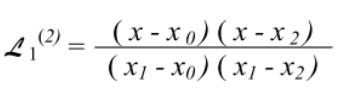 ℒ₁⁽²⁾ = ( x - x₀ ) ( x - x₂ ) / ( x₁ - x₀ ) ( x₁ - x₂ )